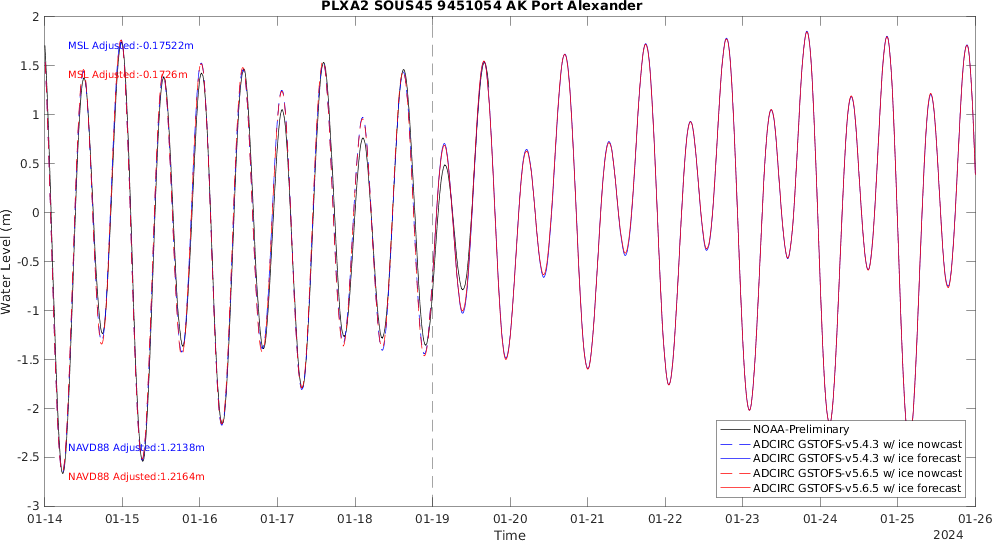 PLXA2 SOUS45 9451054 AK Port Alexander
MSL Adjusted:-0.17522m
MSL Adjusted:-0.1726m
NAVD88 Adjusted:1.2138m
NAVD88 Adjusted:1.2164m
Water Level (m)
2
1.5
1
0.5
0
-0.5
-1
-1.5
-2
-2.5
-3
NOAA-Preliminary
ADCIRC GSTOFS-v5.4.3 w/ ice nowcast
ADCIRC GSTOFS-v5.4.3 w/ ice forecast
ADCIRC GSTOFS-v5.6.5 w/ ice nowcast
ADCIRC GSTOFS-v5.6.5 w/ ice forecast
01-14 01-15 01-16 01-17 01-18 01-19 01-20 01-21 01-22 01-23 01-24 01-25 01-26
Time
2024